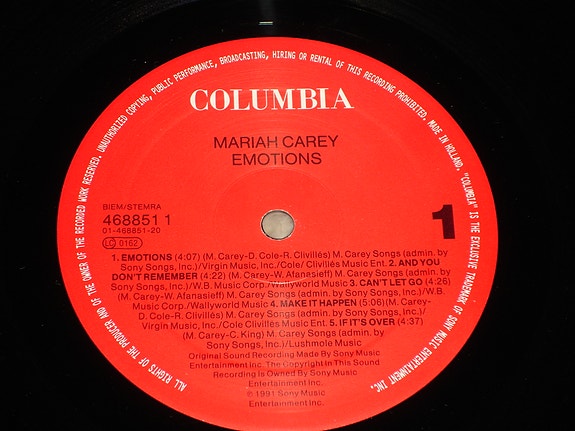 ALL RIGHTS OF THE PRODUCER AND OF THE OWNER OF THE RECORDED WORK RESERVED. UNAUTHORIZED COPYING, PUBLIC PERFORMANCE, BROADCASTING, HIRING OR RENTAL OF THIS RECORDING PROHIBITED. MADE IN HOLLAND. "COLUMBIA" IS THE EXCLUSIVE TRADEMARK OF SONY MUSIC ENTERTAINMENT INC.
COLUMBIA
MARIAH CAREY
EMOTIONS
BIEM/STEMRA
468851 1
01-468851-20
LC 0162
1
1. EMOTIONS (4:07) (M. Carey-D. Cole-R. Clivillés) M. Carey Songs (admin. by
Sony Songs, Inc.)/Virgin Music, Inc./Cole/ Clivillés Music Ent. 2. AND YOU
DON'T REMEMBER (4:22) (M. Carey-W. Afanasieff) M. Carey Songs (admin. by
Sony Songs, Inc.)/W.B. Music Corp./Wallyworld Music 3. CAN'T LET GO (4:26)
(M. Carey-W. Afanasieff) M. Carey Songs (admin. by Sony Songs, Inc.)/W.B.
Music Corp./Wallyworld Music 4. MAKE IT HAPPEN (5:06) (M. Carey-
D. Cole-R. Clivillés) M. Carey Songs (admin. by Sony Songs, Inc.)/
Virgin Music, Inc./Cole Clivillés Music Ent. 5. IF IT'S OVER (4:37)
(M. Carey-C. King) M. Carey Songs (admin. by
Sony Songs, Inc.)/Lushmole Music
Original Sound Recording Made By Sony Music
Entertainment Inc. The Copyright In This Sound
Recording is Owned By Sony Music
Entertainment Inc.
℗ 1991 Sony Music
Entertainment Inc.